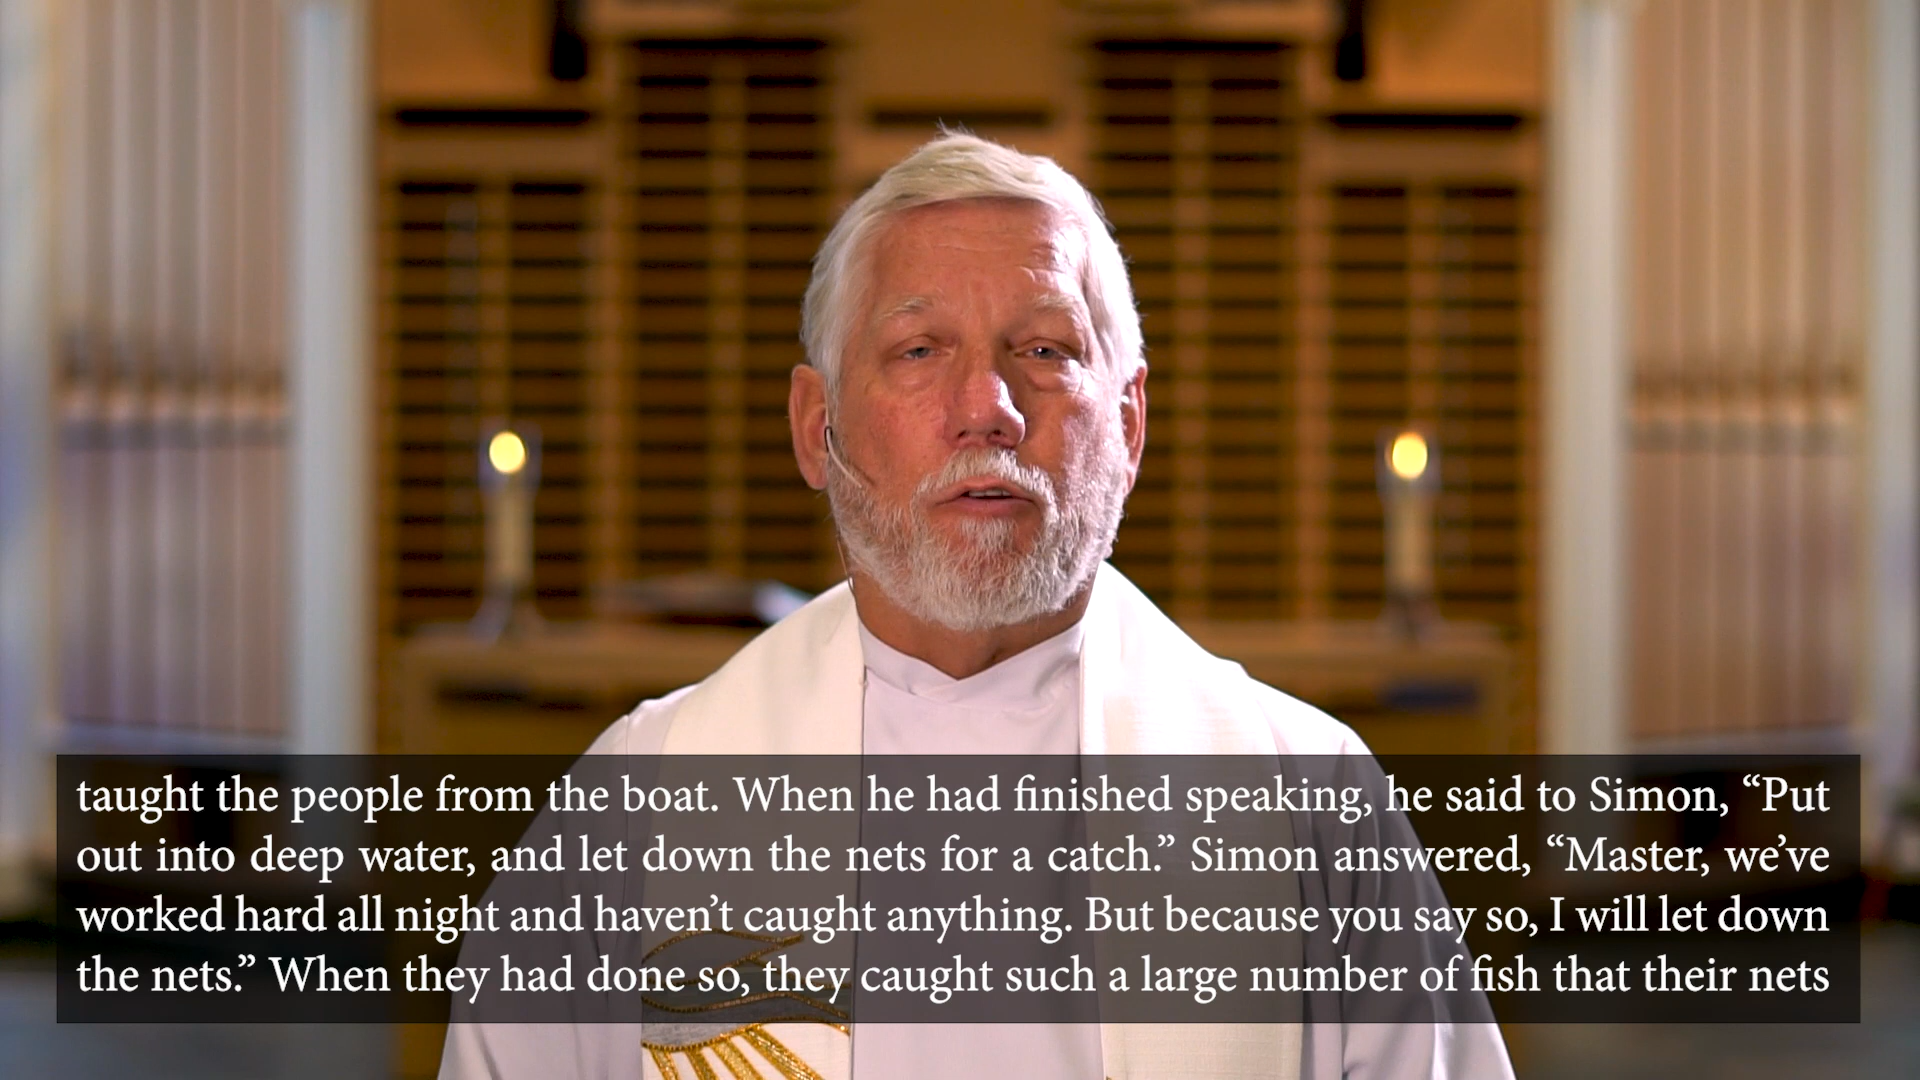 taught the people from the boat. When he had finished speaking, he said to Simon, “Put
out into deep water, and let down the nets for a catch.” Simon answered, “Master, we’ve
worked hard all night and haven’t caught anything. But because you say so, I will let down
the nets.” When they had done so, they caught such a large number of fish that their nets